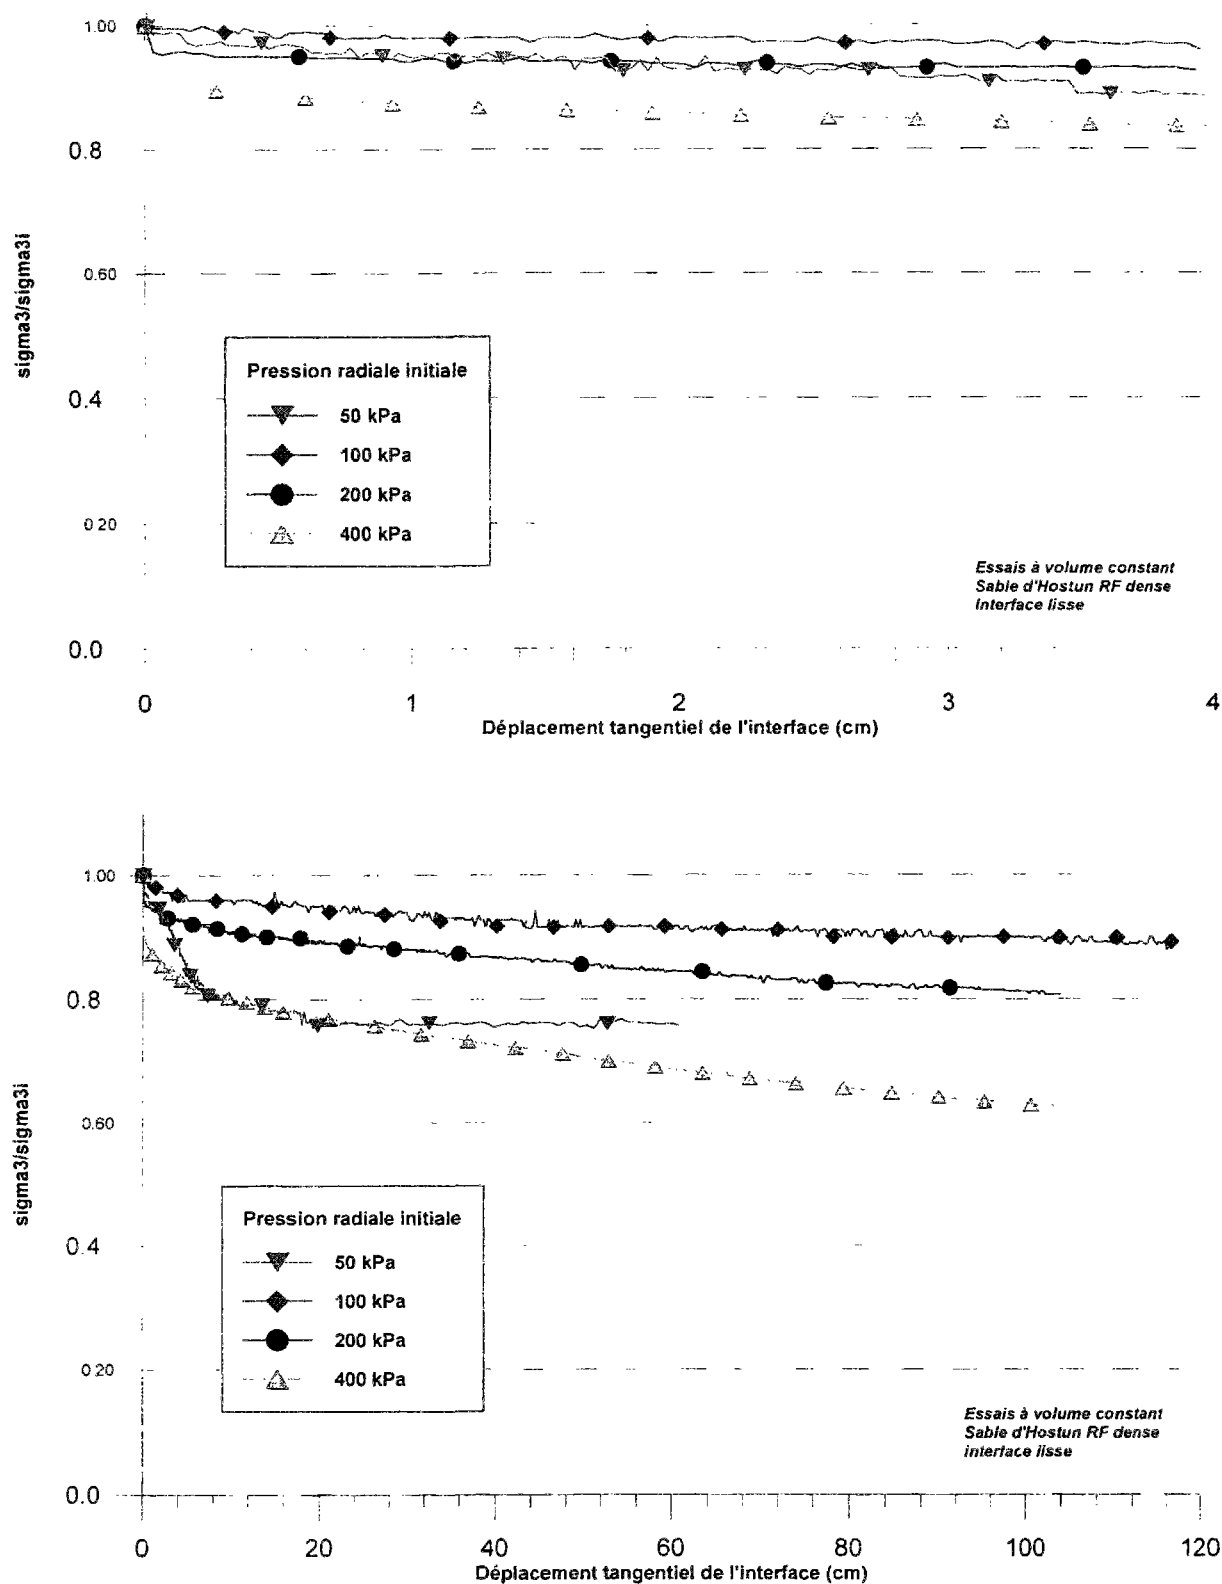 1.00
0.8
0.60
0.4
0.20
0.0
sigma3/sigma3i
Pression radiale initiale
50 kPa
100 kPa
200 kPa
400 kPa
Essais à volume constant
Sable d'Hostun RF dense
Interface lisse
0 1 2 3 4
Déplacement tangentiel de l'interface (cm)
1.00
0.8
0.60
0.4
0.20
0.0
sigma3/sigma3i
Pression radiale initiale
50 kPa
100 kPa
200 kPa
400 kPa
Essais à volume constant
Sable d'Hostun RF dense
interface lisse
0 20 40 60 80 100 120
Déplacement tangentiel de l'interface (cm)